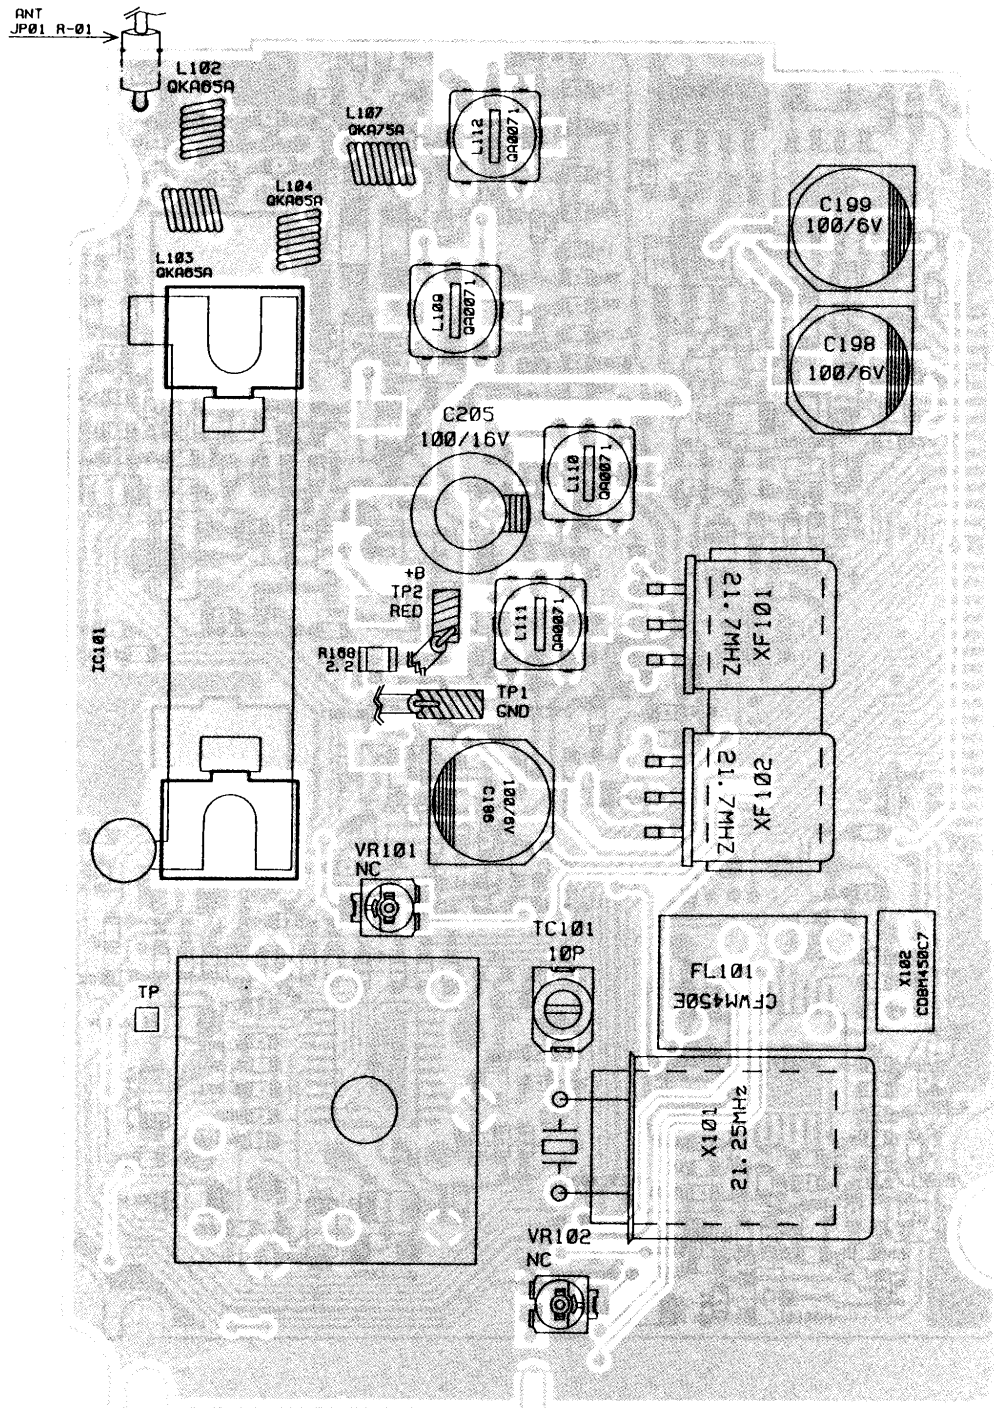 ANT
JP01 R-01
L102
QKA65A
L107
QKA75A
L112
QA0071
L104
QKA65A
C199
100/6V
L103
QKA65A
L109
QA0071
C198
100/6V
C205
100/16V
L110
QA0071
+B
TP2
RED
L111
QA0071
21.7MHZ
XF101
IC101
R168
2.2
TP1
GND
C186
100/6V
21.7MHZ
XF102
VR101
NC
TC101
10P
FL101
CFWM450E
X102
CDBM450C7
TP
X101
21.25MHz
VR102
NC